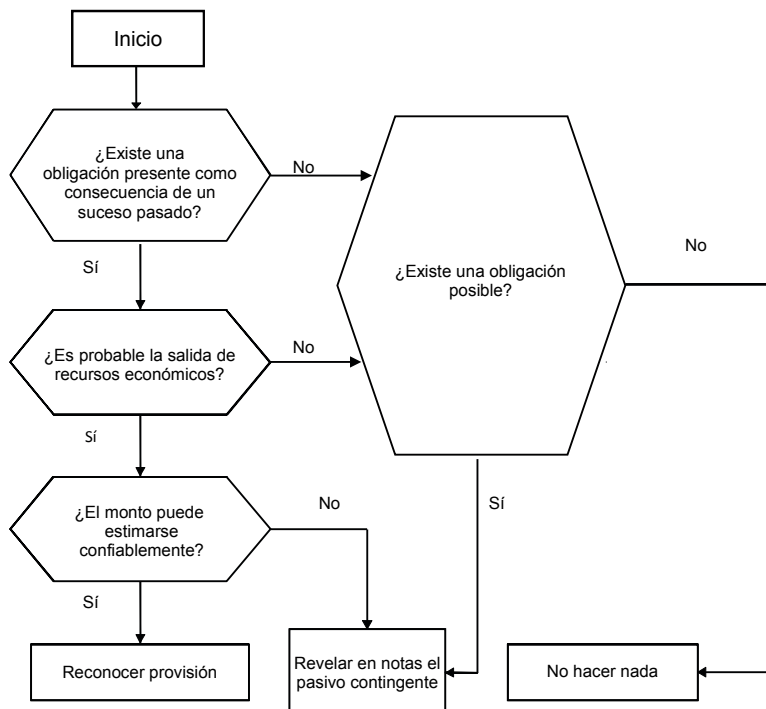 Inicio
¿Existe una
obligación presente como
consecuencia de un
suceso pasado?
No
Sí
¿Existe una obligación
posible?
No
¿Es probable la salida de
recursos económicos?
No
Sí
¿El monto puede
estimarse
confiablemente?
No
Sí
Sí
Reconocer provisión
Revelar en notas el
pasivo contingente
No hacer nada